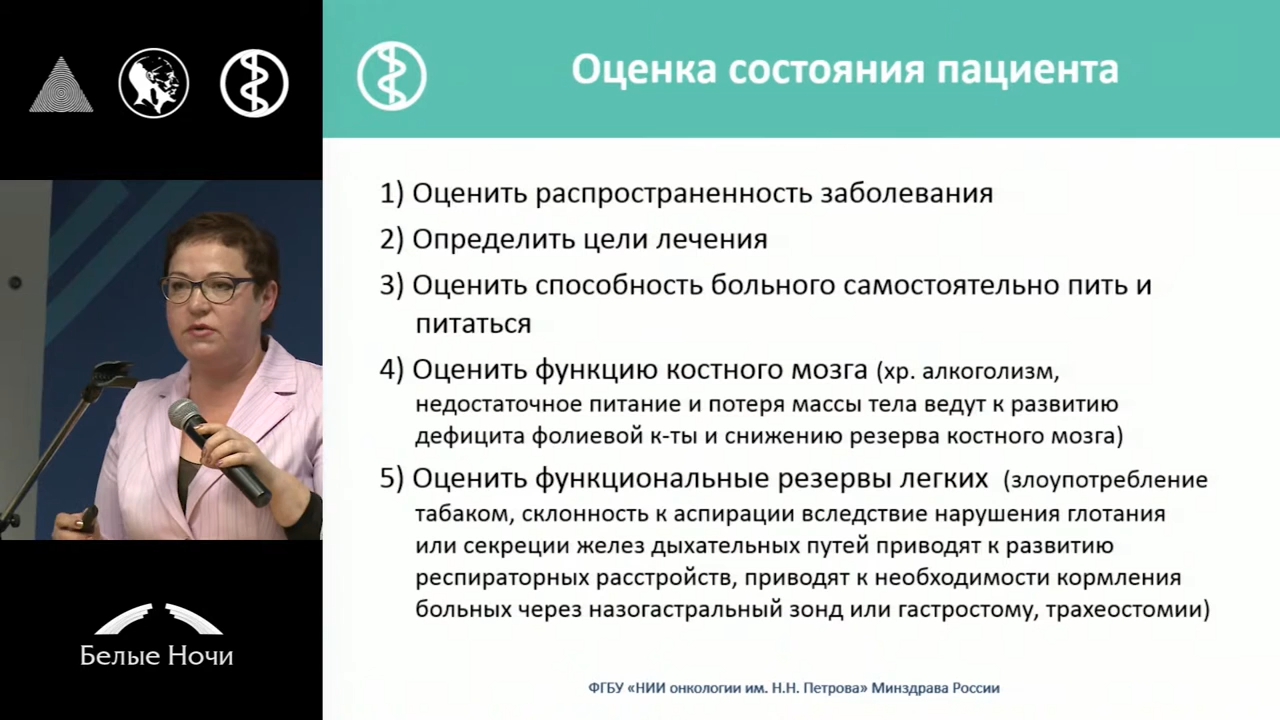 Оценка состояния пациента
1) Оценить распространенность заболевания
2) Определить цели лечения
3) Оценить способность больного самостоятельно пить и
питаться
4) Оценить функцию костного мозга (хр. алкоголизм,
недостаточное питание и потеря массы тела ведут к развитию
дефицита фолиевой к-ты и снижению резерва костного мозга)
5) Оценить функциональные резервы легких (злоупотребление
табаком, склонность к аспирации вследствие нарушения глотания
или секреции желез дыхательных путей приводят к развитию
респираторных расстройств, приводят к необходимости кормления
больных через назогастральный зонд или гастростому, трахеостомии)
ФГБУ «НИИ онкологии им. Н.Н. Петрова» Минздрава России
Белые Ночи